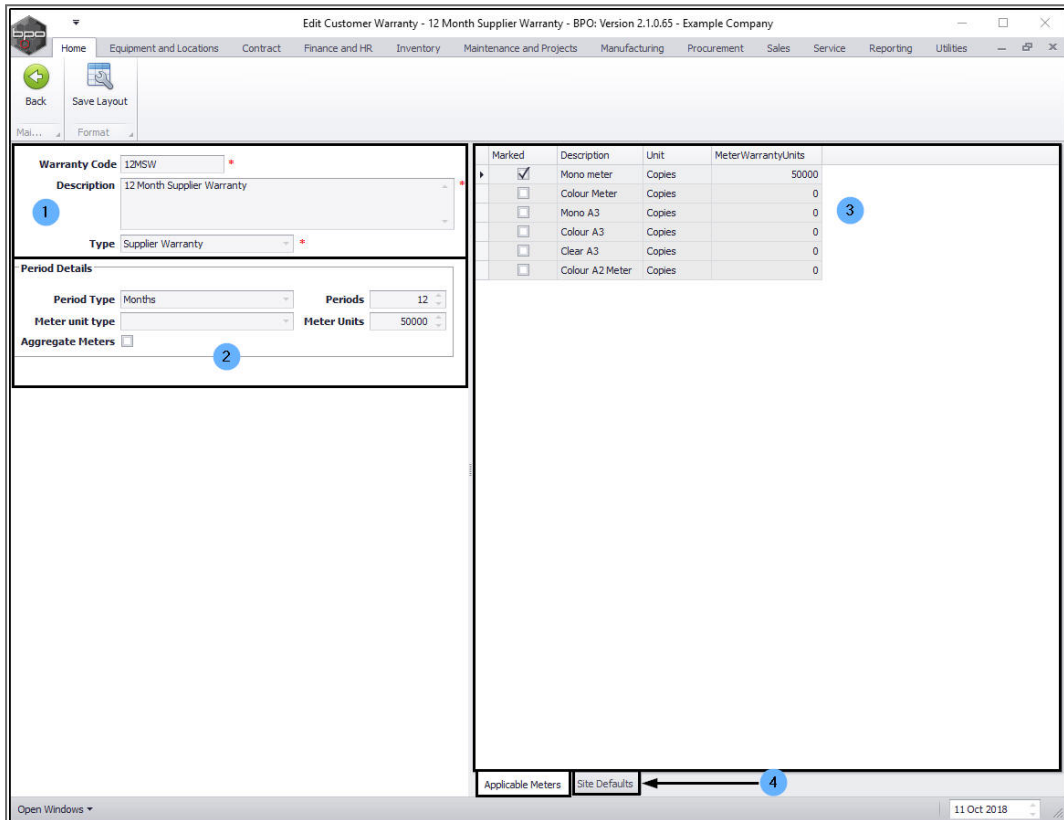 Edit Customer Warranty - 12 Month Supplier Warranty - BPO: Version 2.1.0.65 - Example Company
bpo
Home Equipment and Locations Contract Finance and HR Inventory Maintenance and Projects Manufacturing Procurement Sales Service Reporting Utilities
Back Save Layout
Mai... Format
Warranty Code 12MSW *
Description 12 Month Supplier Warranty *
1
Type Supplier Warranty *
Period Details
Period Type Months Periods 12
Meter unit type Meter Units 50000
Aggregate Meters
2
Marked Description Unit MeterWarrantyUnits
Mono meter Copies 50000
Colour Meter Copies 0
Mono A3 Copies 0
3
Colour A3 Copies 0
Clear A3 Copies 0
Colour A2 Meter Copies 0
Applicable Meters Site Defaults 4
Open Windows 11 Oct 2018